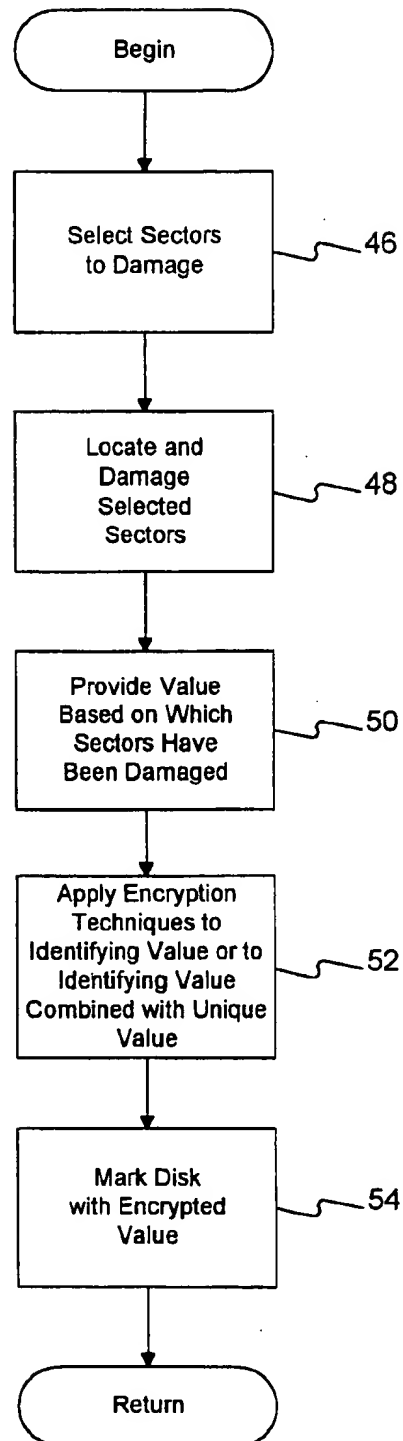 Begin
Select Sectors
to Damage
46
Locate and
Damage
Selected
Sectors
48
Provide Value
Based on Which
Sectors Have
Been Damaged
50
Apply Encryption
Techniques to
Identifying Value or to
Identifying Value
Combined with Unique
Value
52
Mark Disk
with Encrypted
Value
54
Return